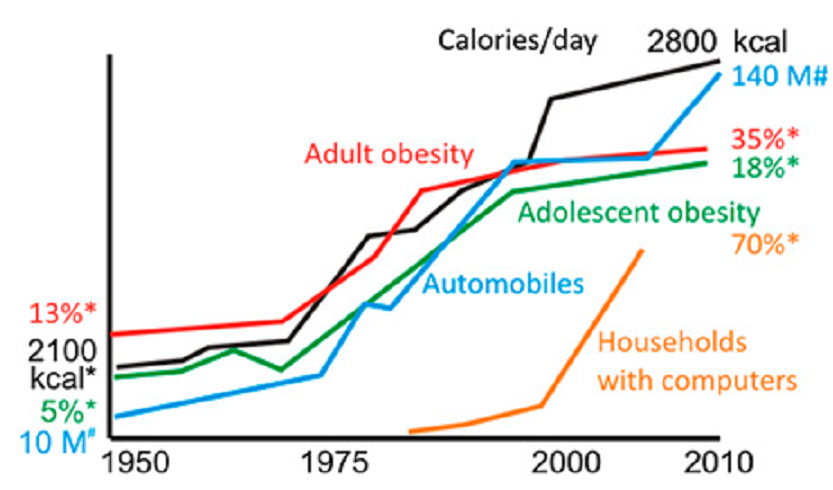 Calories/day 2800 kcal
140 M#
Adult obesity
35%*
18%*
Adolescent obesity
70%*
Automobiles
13%*
2100
kcal*
Households
with computers
5%*
10 M#
1950 1975 2000 2010